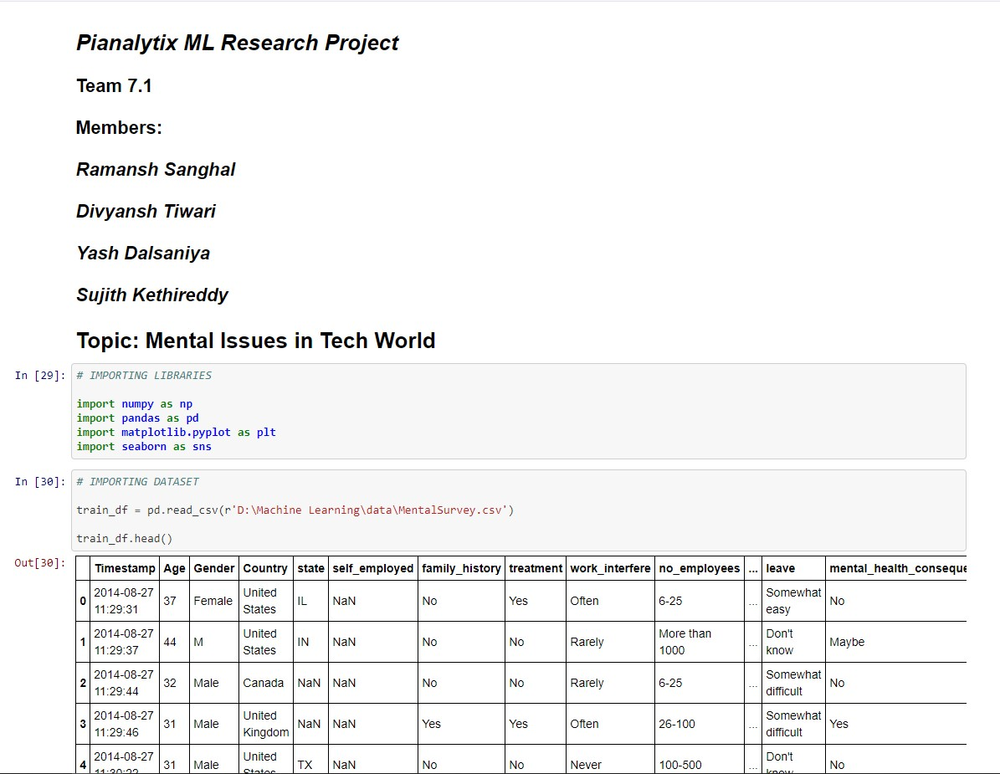 Pianalytix ML Research Project
Team 7.1
Members:
Ramansh Sanghal
Divyansh Tiwari
Yash Dalsaniya
Sujith Kethireddy
Topic: Mental Issues in Tech World
In [29]: # IMPORTING LIBRARIES
import numpy as np
import pandas as pd
import matplotlib.pyplot as plt
import seaborn as sns
In [30]: # IMPORTING DATASET
train_df = pd.read_csv(r'D:\Machine Learning\data\MentalSurvey.csv')
train_df.head()
Out[30]:
Timestamp Age Gender Country state self_employed family_history treatment work_interfere no_employees ... leave mental_health_conseque
0 2014-08-27 11:29:31 37 Female United States IL NaN No Yes Often 6-25 ... Somewhat easy No
1 2014-08-27 11:29:37 44 M United States IN NaN No No Rarely More than 1000 ... Don't know Maybe
2 2014-08-27 11:29:44 32 Male Canada NaN NaN No No Rarely 6-25 ... Somewhat difficult No
3 2014-08-27 11:29:46 31 Male United Kingdom NaN NaN Yes Yes Often 26-100 ... Somewhat difficult Yes
4 2014-08-27 11:30:22 31 Male United States TX NaN No No Never 100-500 ... Don't know No